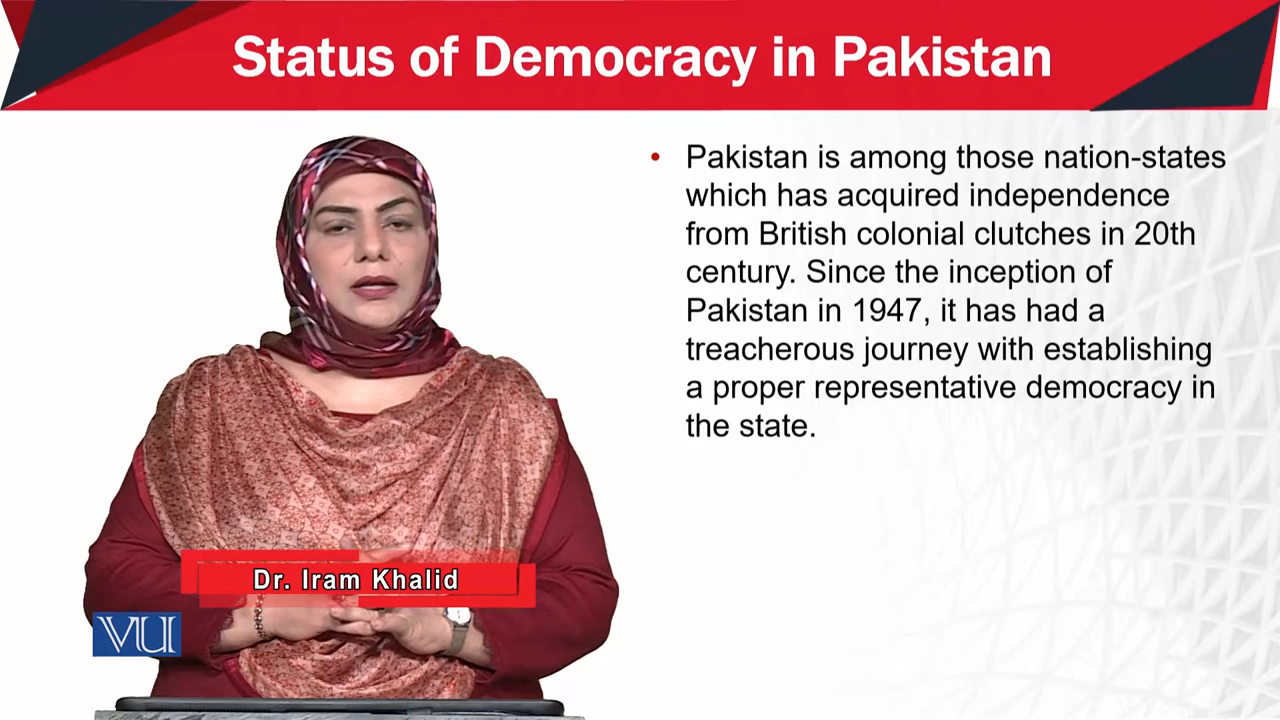 Status of Democracy in Pakistan
• Pakistan is among those nation-states
which has acquired independence
from British colonial clutches in 20th
century. Since the inception of
Pakistan in 1947, it has had a
treacherous journey with establishing
a proper representative democracy in
the state.
Dr. Iram Khalid
VU